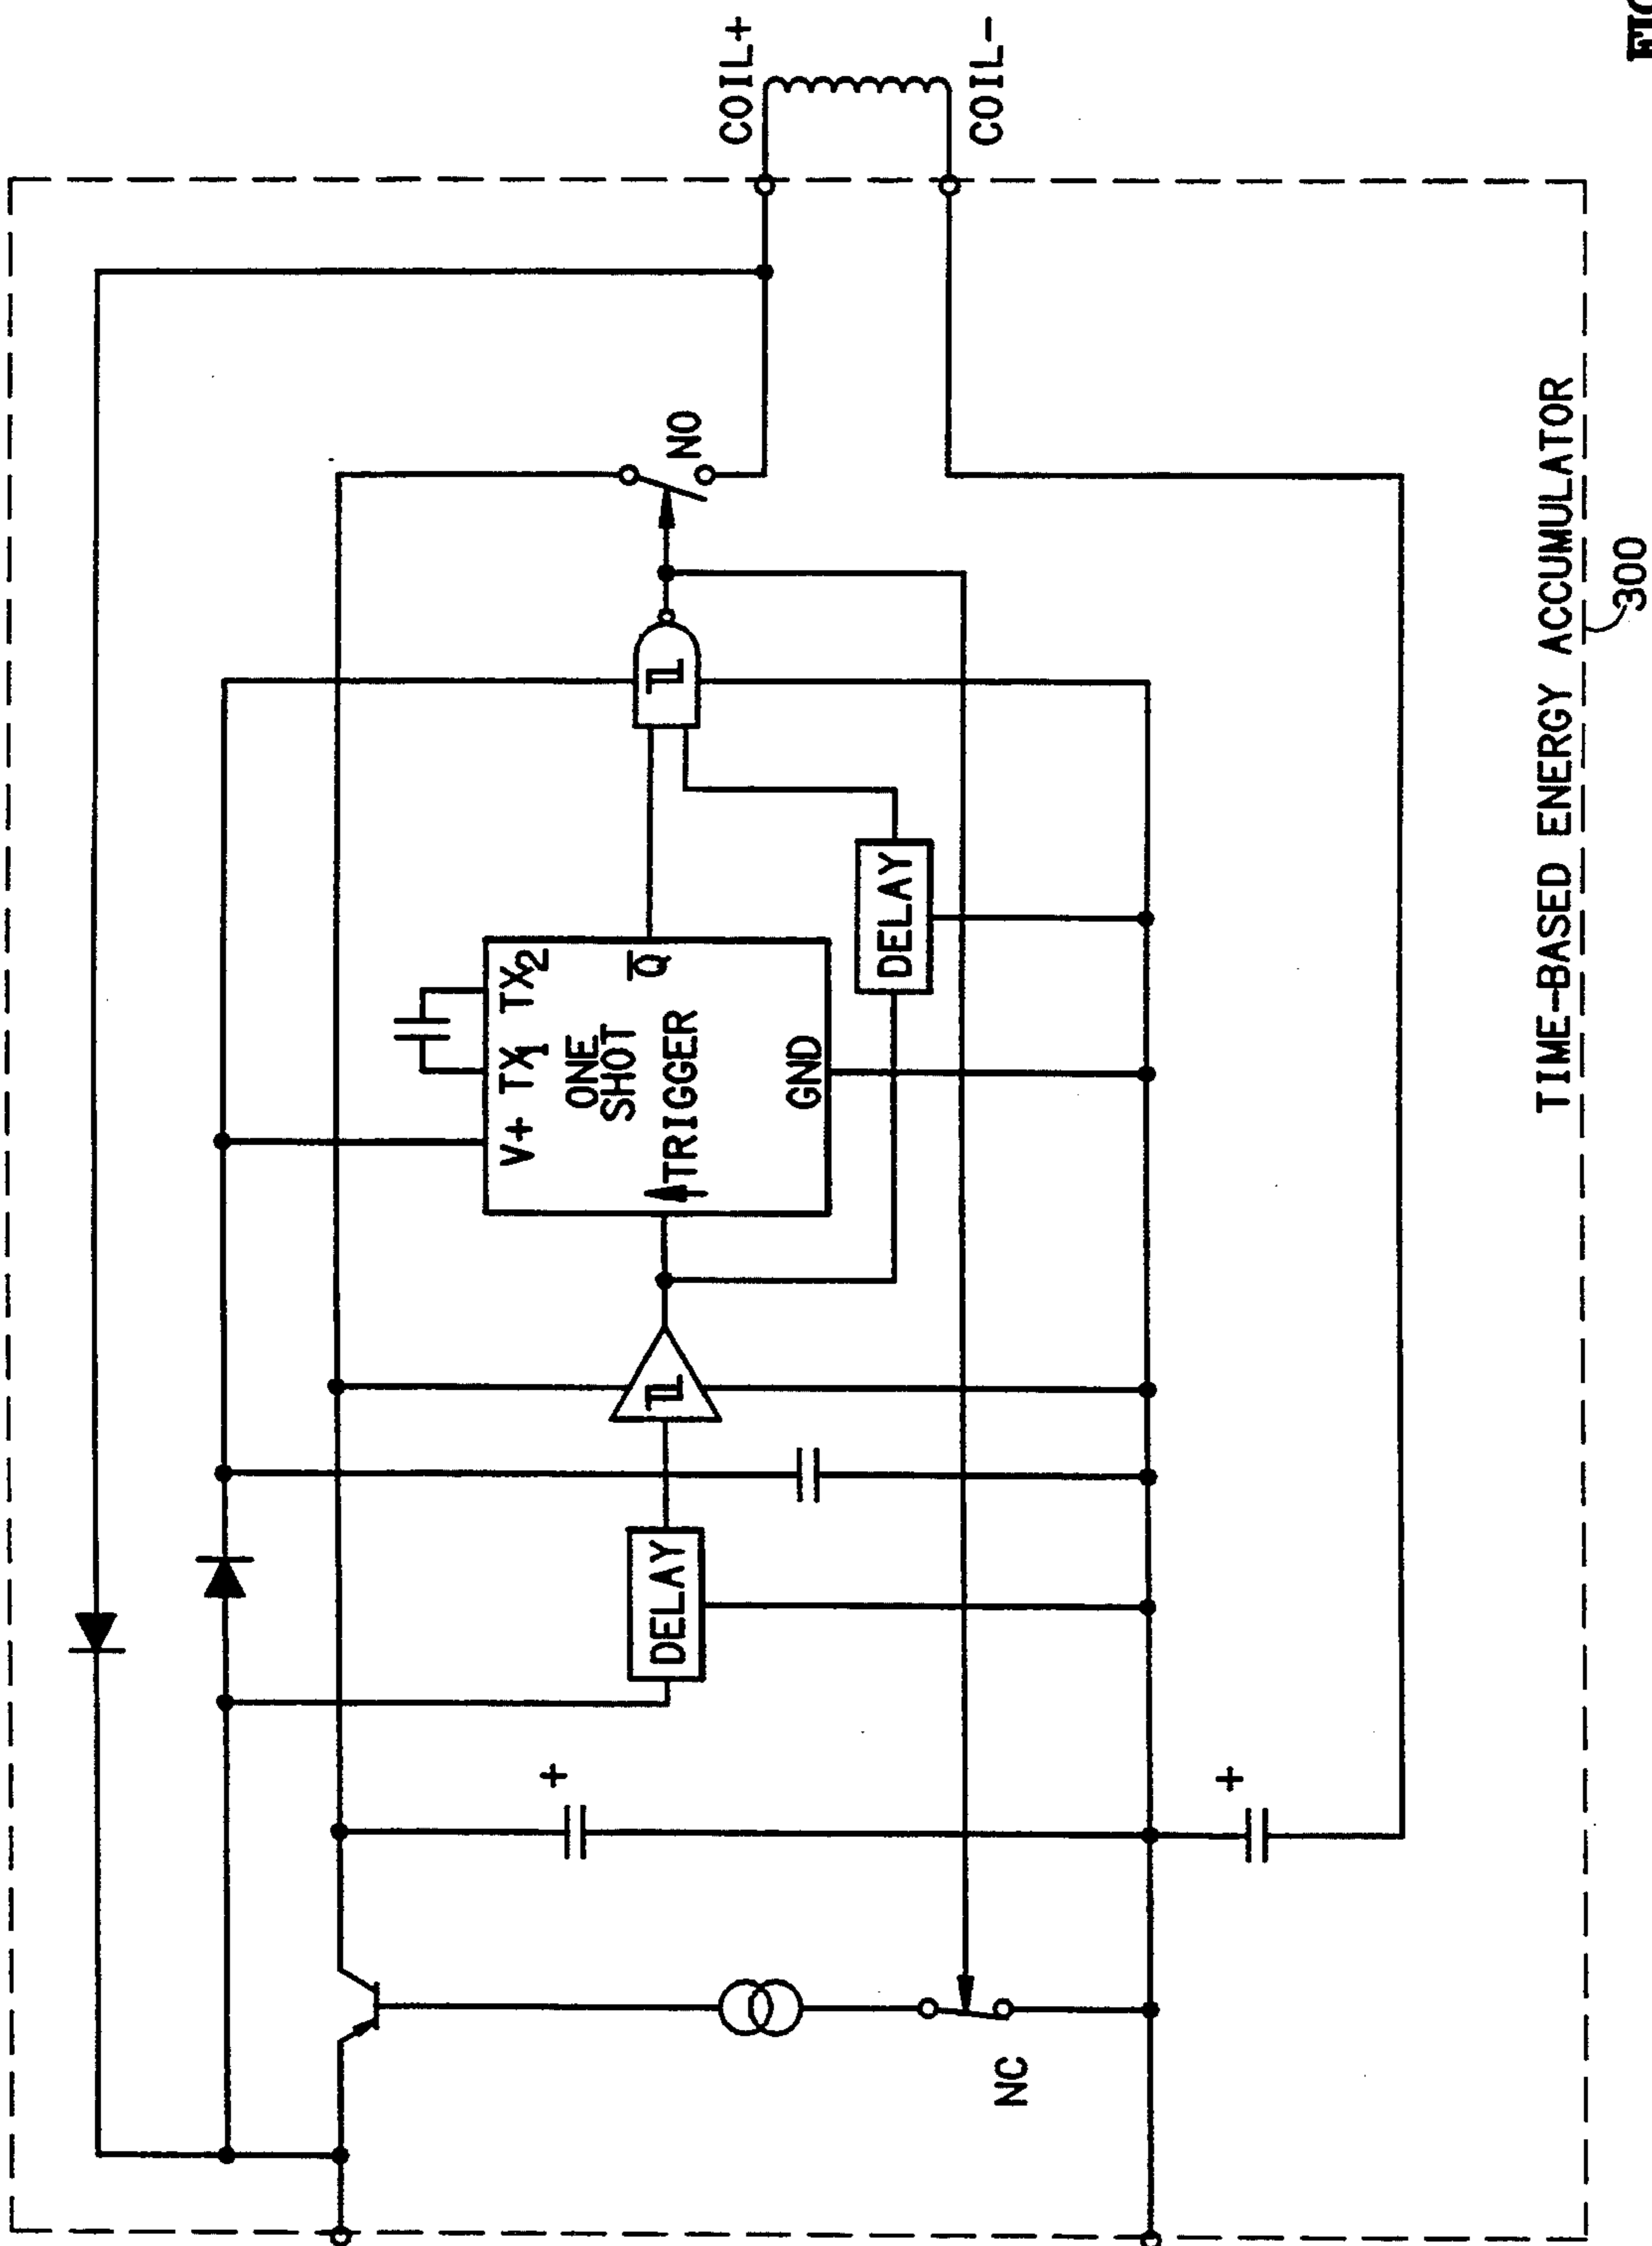 COIL+
COIL-
NO
V+ TX1 TX2
ONE
SHOT
Q
TRIGGER
GND
DELAY
DELAY
+
+
NC
TIME-BASED ENERGY ACCUMULATOR
300